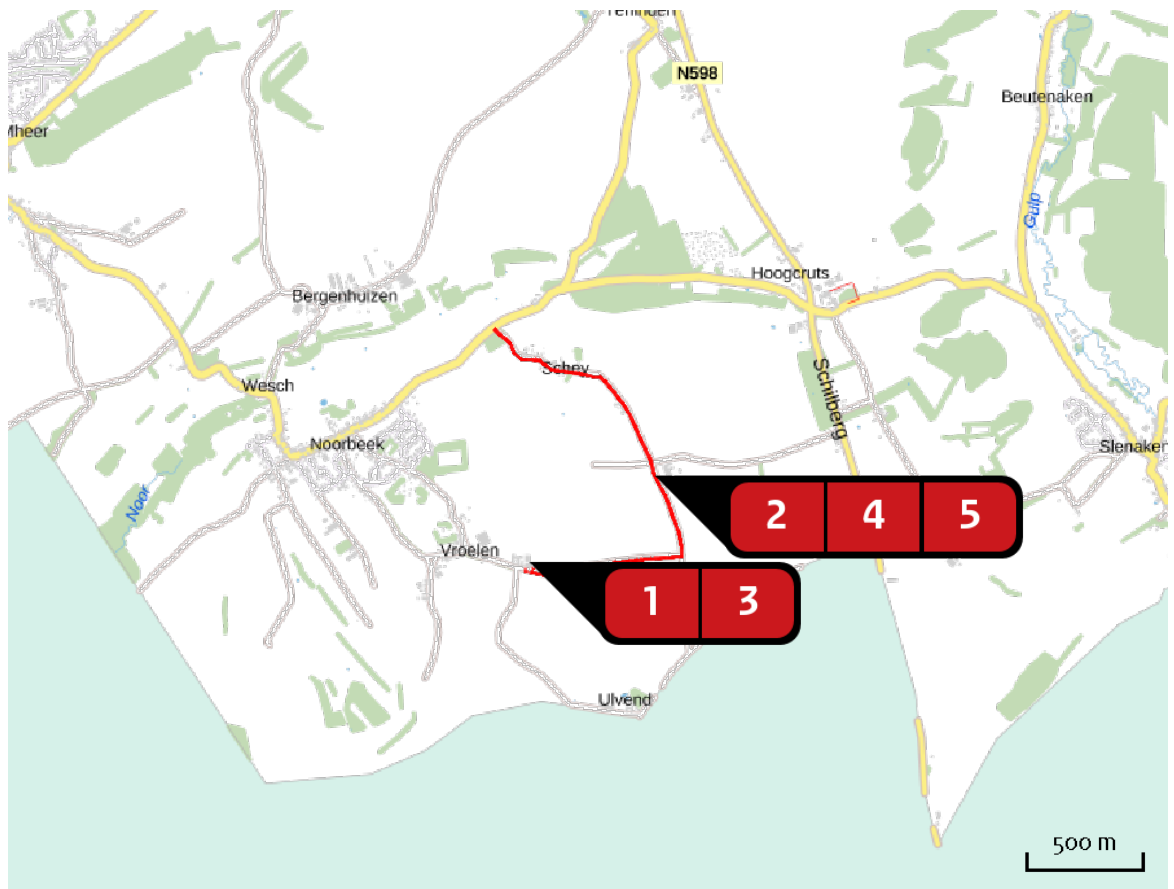 N598
Beutenaken
Mheer
Gulp
Hoogcruts
Bergenhuizen
Schey
Wesch
Schilberg
Noorbeek
Slenaken
Noor
2 4 5
Vroelen
1 3
Ulvend
500 m